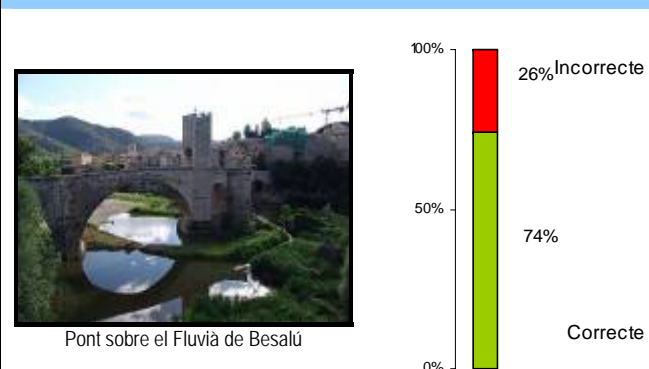 100%
26% Incorrecte
50%
74%
Correcte
0%
Pont sobre el Fluvià de Besalú